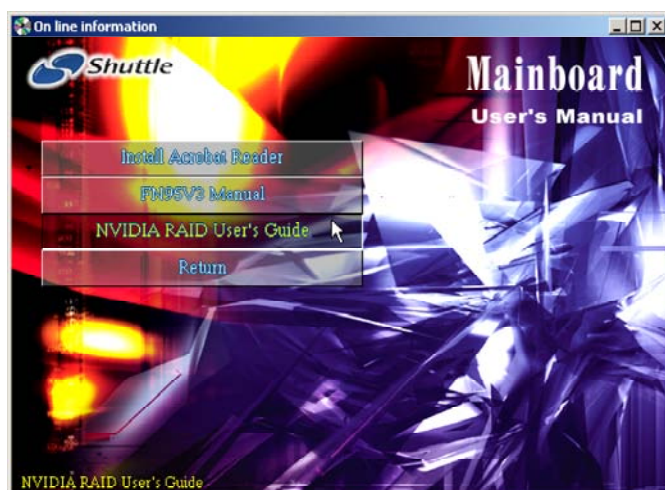 On line information
Shuttle
Mainboard
User's Manual
Install Acrobat Reader
FN95V3 Manual
NVIDIA RAID User's Guide
Return
NVIDIA RAID User's Guide